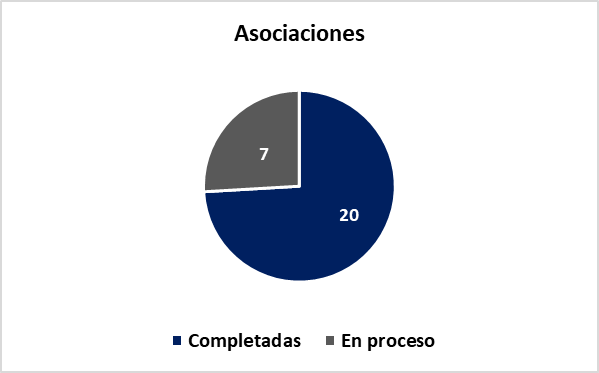 Asociaciones
7
20
Completadas
En proceso